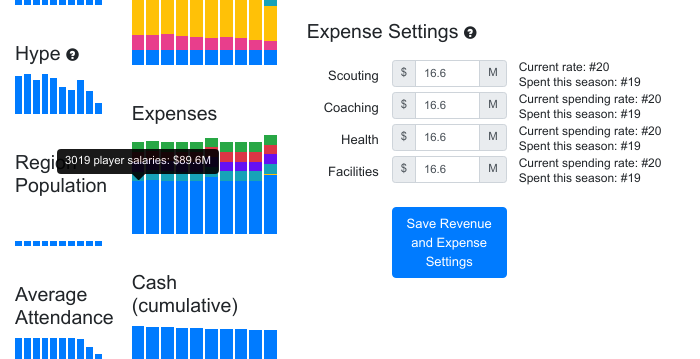 Hype ?
Region
Population
Average
Attendance
Expenses
3019 player salaries: $89.6M
Cash
(cumulative)
Expense Settings ?
Scouting $ 16.6 M Current rate: #20
Spent this season: #19
Coaching $ 16.6 M Current spending rate: #20
Spent this season: #19
Health $ 16.6 M Current spending rate: #20
Spent this season: #19
Facilities $ 16.6 M Current spending rate: #20
Spent this season: #19
Save Revenue
and Expense
Settings